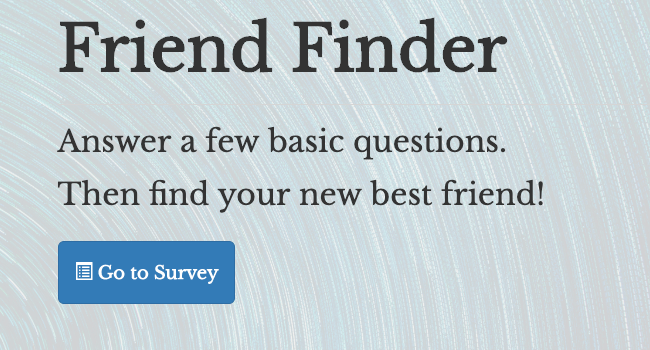 Friend Finder
Answer a few basic questions.
Then find your new best friend!
Go to Survey